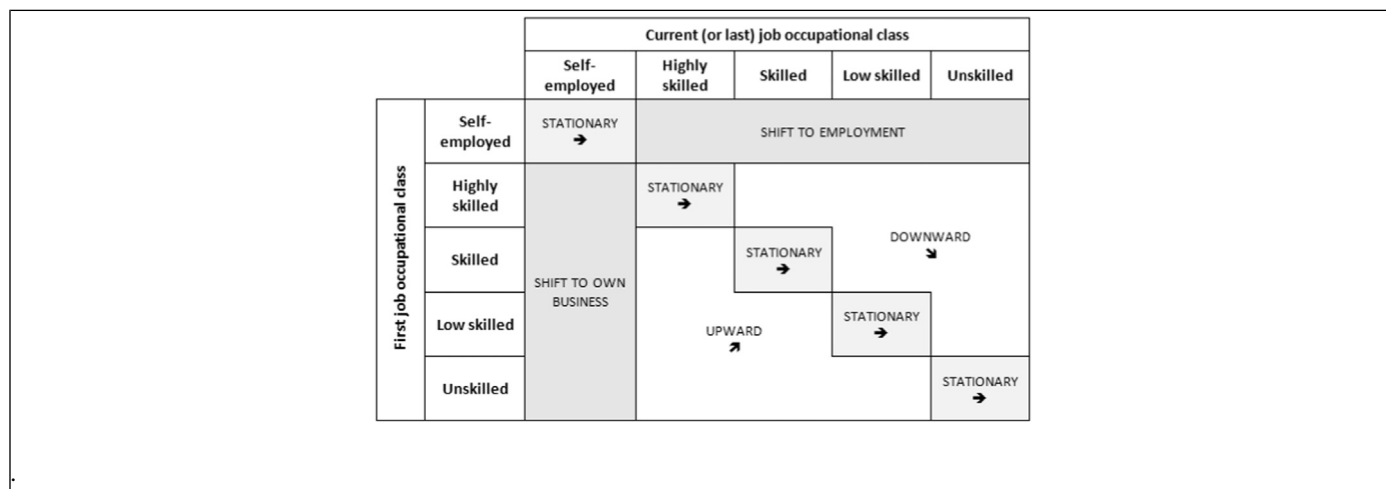 Current (or last) job occupational class
Self-
employed
Highly
skilled
Skilled
Low skilled
Unskilled
First job occupational class
Self-
employed
STATIONARY
➔
SHIFT TO EMPLOYMENT
Highly
skilled
STATIONARY
➔
Skilled
STATIONARY
➔
DOWNWARD
➘
SHIFT TO OWN
BUSINESS
Low skilled
UPWARD
➚
STATIONARY
➔
Unskilled
STATIONARY
➔
.